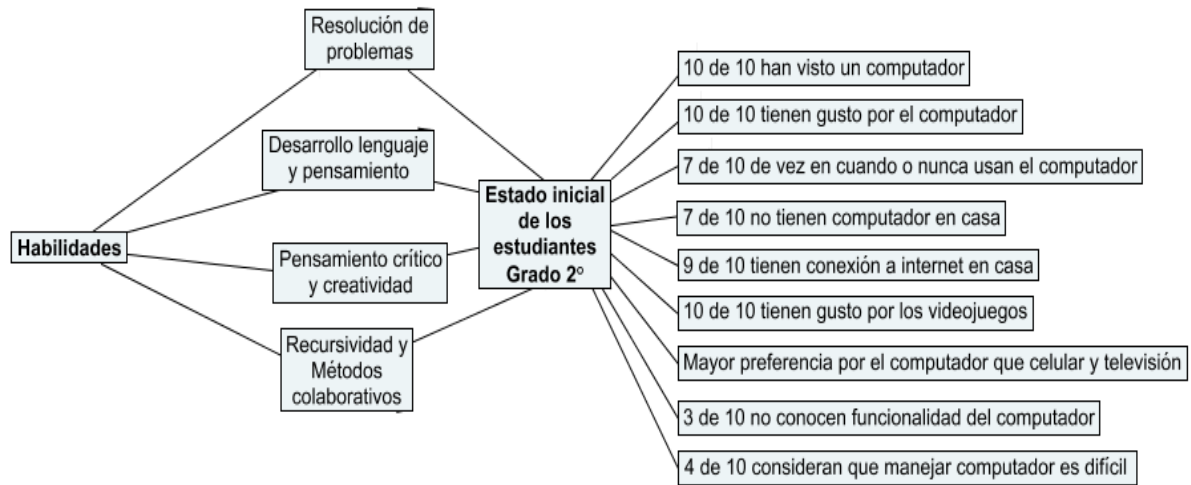 Habilidades
Resolución de
problemas
Desarrollo lenguaje
y pensamiento
Pensamiento crítico
y creatividad
Recursividad y
Métodos
colaborativos
Estado inicial
de los
estudiantes
Grado 2°
10 de 10 han visto un computador
10 de 10 tienen gusto por el computador
7 de 10 de vez en cuando o nunca usan el computador
7 de 10 no tienen computador en casa
9 de 10 tienen conexión a internet en casa
10 de 10 tienen gusto por los videojuegos
Mayor preferencia por el computador que celular y televisión
3 de 10 no conocen funcionalidad del computador
4 de 10 consideran que manejar computador es difícil